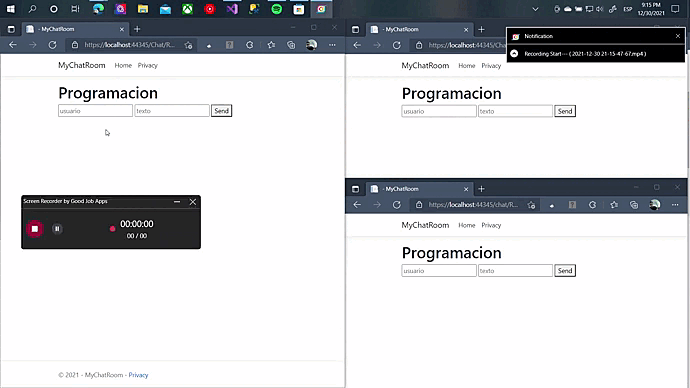 9:15 PM
ESP
12/30/2021
- MyChatRoom
https://localhost:44345/Chat/R...
MyChatRoom Home Privacy
Programacion
usuario texto Send
Screen Recorder by Good Job Apps
00:00:00
00 / 00
© 2021 - MyChatRoom - Privacy
- MyChatRoom
https://localhost:44345/Chat/R
Notification
Recording Start--- ( 2021-12-30 21-15-47-67.mp4 )
MyChatRoom Home Privacy
Programacion
usuario texto Send
- MyChatRoom
https://localhost:44345/chat/R...
MyChatRoom Home Privacy
Programacion
usuario texto Send